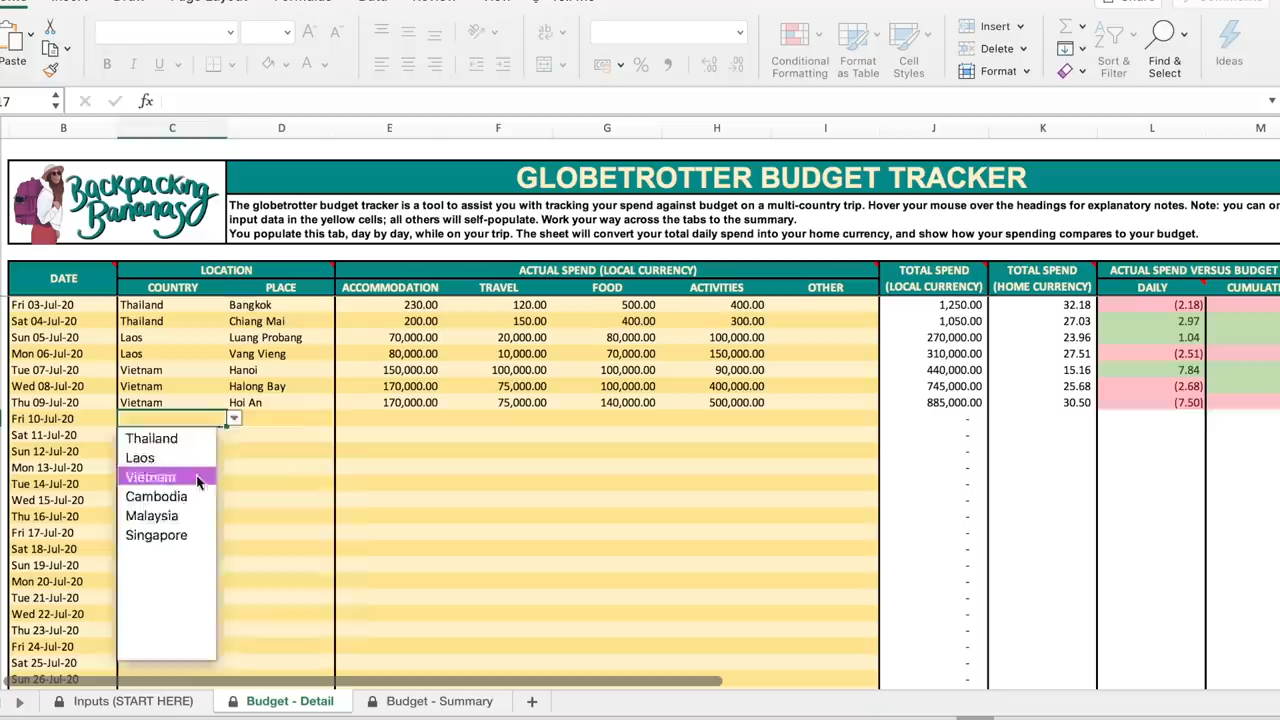 Insert
Delete
Format
Paste
Conditional
Formatting
Format
as Table
Cell
Styles
Sort &
Filter
Find &
Select
Ideas
fx
B C D E F G H I J K L M
Backpacking
Bananas
GLOBETROTTER BUDGET TRACKER
The globetrotter budget tracker is a tool to assist you with tracking your spend against budget on a multi-country trip. Hover your mouse over the headings for explanatory notes. Note: you can on
input data in the yellow cells; all others will self-populate. Work your way across the tabs to the summary.
You populate this tab, day by day, while on your trip. The sheet will convert your total daily spend into your home currency, and show how your spending compares to your budget.
DATE LOCATION ACTUAL SPEND (LOCAL CURRENCY) TOTAL SPEND (LOCAL CURRENCY) TOTAL SPEND (HOME CURRENCY) ACTUAL SPEND VERSUS BUDGET
COUNTRY PLACE ACCOMMODATION TRAVEL FOOD ACTIVITIES OTHER DAILY CUMULATI
Fri 03-Jul-20 Thailand Bangkok 230.00 120.00 500.00 400.00 1,250.00 32.18 (2.18)
Sat 04-Jul-20 Thailand Chiang Mai 200.00 150.00 400.00 300.00 1,050.00 27.03 2.97
Sun 05-Jul-20 Laos Luang Probang 70,000.00 20,000.00 80,000.00 100,000.00 270,000.00 23.96 1.04
Mon 06-Jul-20 Laos Vang Vieng 80,000.00 10,000.00 70,000.00 150,000.00 310,000.00 27.51 (2.51)
Tue 07-Jul-20 Vietnam Hanoi 150,000.00 100,000.00 100,000.00 90,000.00 440,000.00 15.16 7.84
Wed 08-Jul-20 Vietnam Halong Bay 170,000.00 75,000.00 100,000.00 400,000.00 745,000.00 25.68 (2.68)
Thu 09-Jul-20 Vietnam Hoi An 170,000.00 75,000.00 140,000.00 500,000.00 885,000.00 30.50 (7.50)
Fri 10-Jul-20 -
Sat 11-Jul-20 Thailand -
Sun 12-Jul-20 Laos -
Mon 13-Jul-20 Vietnam -
Tue 14-Jul-20 -
Wed 15-Jul-20 Cambodia -
Thu 16-Jul-20 Malaysia -
Fri 17-Jul-20 Singapore -
Sat 18-Jul-20 -
Sun 19-Jul-20 -
Mon 20-Jul-20 -
Tue 21-Jul-20 -
Wed 22-Jul-20 -
Thu 23-Jul-20 -
Fri 24-Jul-20 -
Sat 25-Jul-20 -
Sun 26-Jul-20
Inputs (START HERE) Budget - Detail Budget - Summary